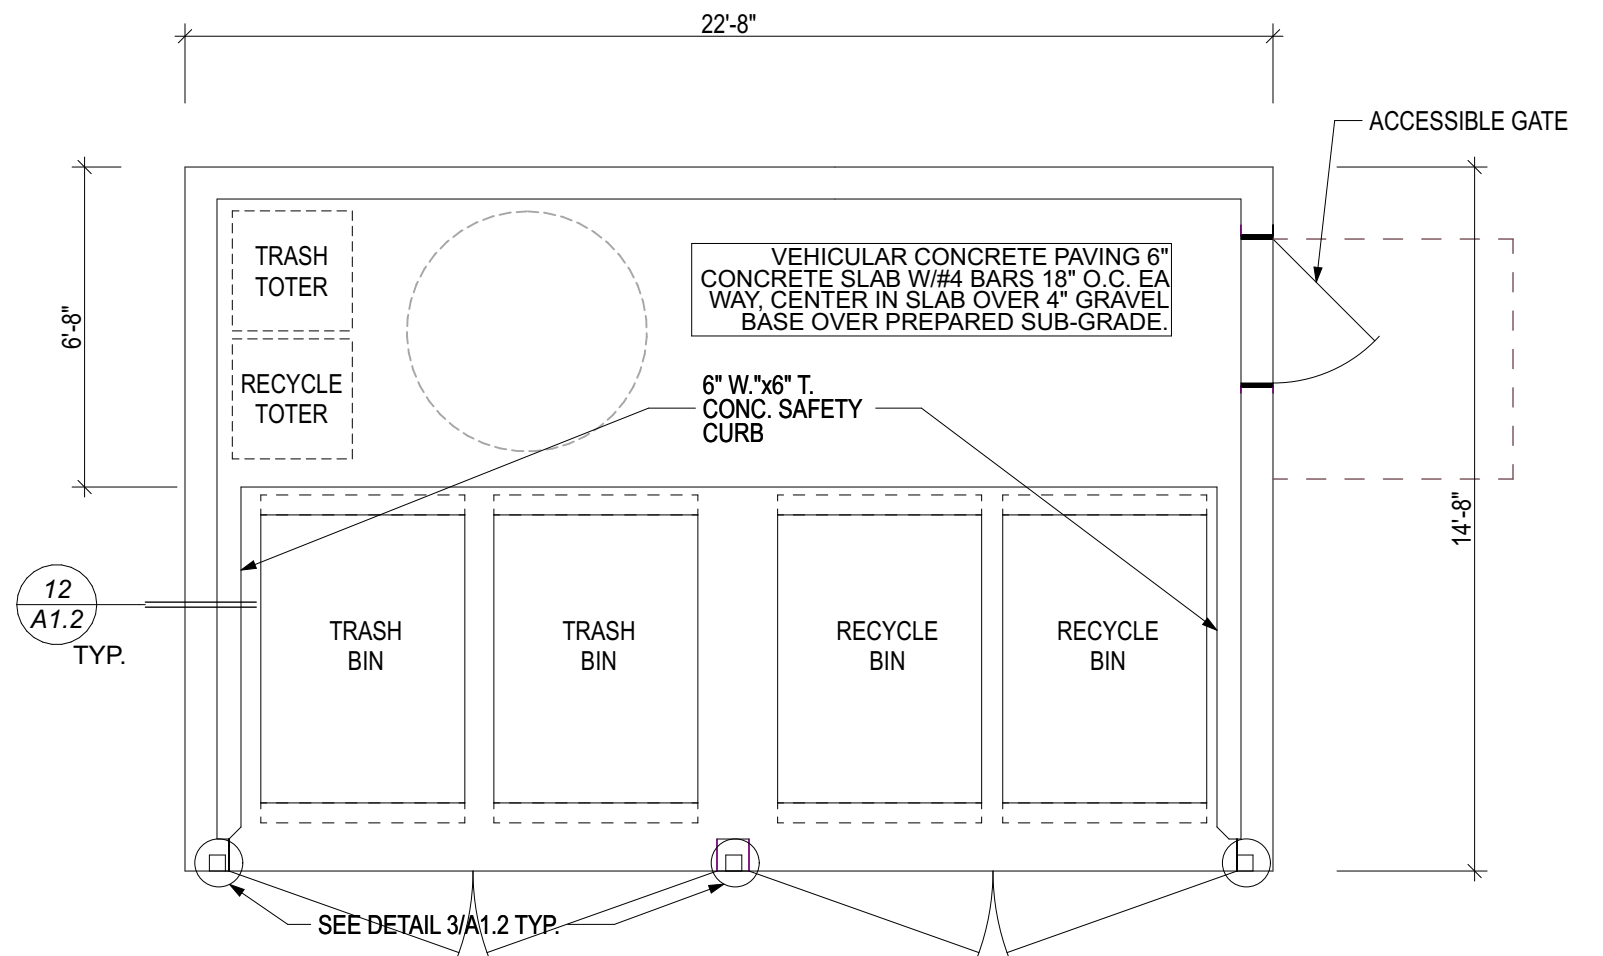 22'-8"
ACCESSIBLE GATE
TRASH
TOTER
VEHICULAR CONCRETE PAVING 6"
CONCRETE SLAB W/#4 BARS 18" O.C. EA
WAY, CENTER IN SLAB OVER 4" GRAVEL
BASE OVER PREPARED SUB-GRADE.
6'-8"
RECYCLE
TOTER
6" W."x6" T.
CONC. SAFETY
CURB
14'-8"
12
A1.2
TYP.
TRASH
BIN
TRASH
BIN
RECYCLE
BIN
RECYCLE
BIN
SEE DETAIL 3/A1.2 TYP.